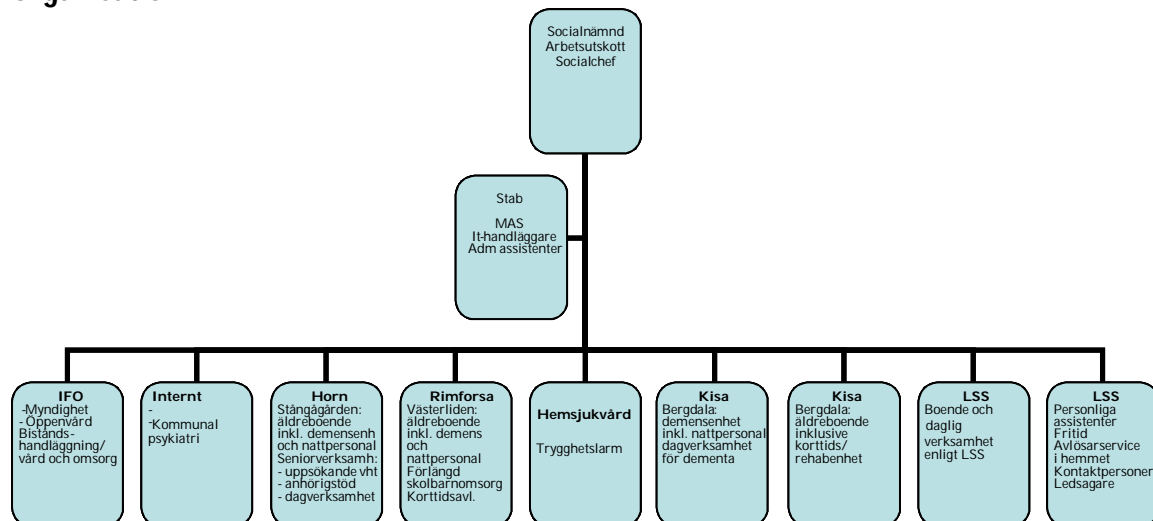 Socialnämnd
Arbetsutskott
Socialchef
Stab
MAS
It-handläggare
Adm assistenter
IFO
-Myndighet
- Öppenvård
Bistånds-
handläggning/
vård och omsorg
Internt
-
-Kommunal
psykiatri
Horn
Stångågården:
äldreboende
inkl. demensenh
och nattpersonal
Seniorverksamh:
- uppsökande vht
- anhörigstöd
- dagverksamhet
Rimforsa
Västerliden:
äldreboende
inkl. demens
och
nattpersonal
Förlängd
skolbarnomsorg
Korttidsavl.
Hemsjukvård
Trygghetslarm
Kisa
Bergdala:
demensenhet
inkl. nattpersonal
dagverksamhet
för dementa
Kisa
Bergdala:
äldreboende
inklusive
korttids/
rehabenhet
LSS
Boende och
daglig
verksamhet
enligt LSS
LSS
Personliga
assistenter
Fritid
Avlösarservice
i hemmet
Kontaktpersoner
Ledsagare